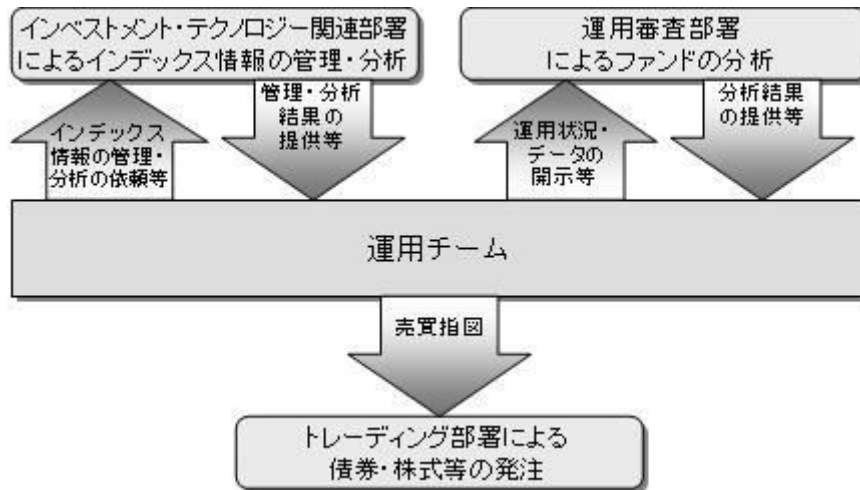 インベストメント・テクノロジー関連部署
によるインデックス情報の管理・分析
運用審査部署
によるファンドの分析
インデックス
情報の管理・
分析の依頼等
管理・分析
結果の
提供等
運用状況・
データの
開示等
分析結果
の提供等
運用チーム
売買指図
トレーディング部署による
債券・株式等の発注